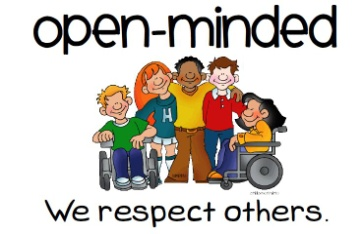 open-minded
H
We respect others.